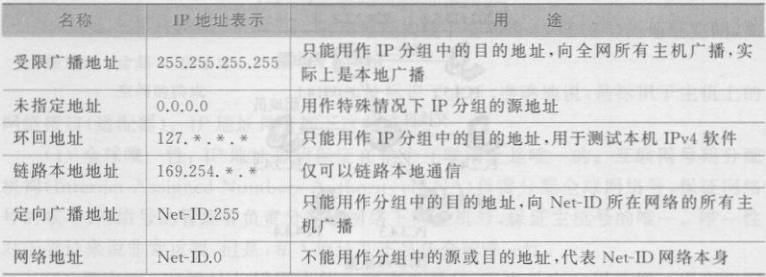 名称 IP 地址表示 用途
受限广播地址 255.255.255.255 只能用作 IP 分组中的目的地址,向全网所有主机广播,实
际上是本地广播
未指定地址 0.0.0.0 用作特殊情况下 IP 分组的源地址
环回地址 127.*.*.* 只能用作 IP 分组中的目的地址,用于测试本机 IPv4 软件
链路本地地址 169.254.*.* 仅可以链路本地通信
定向广播地址 Net-ID.255 只能用作分组中的目的地址,向 Net-ID 所在网络的所有主
机广播
网络地址 Net-ID.0 不能用作分组中的源或目的地址,代表 Net-ID 网络本身